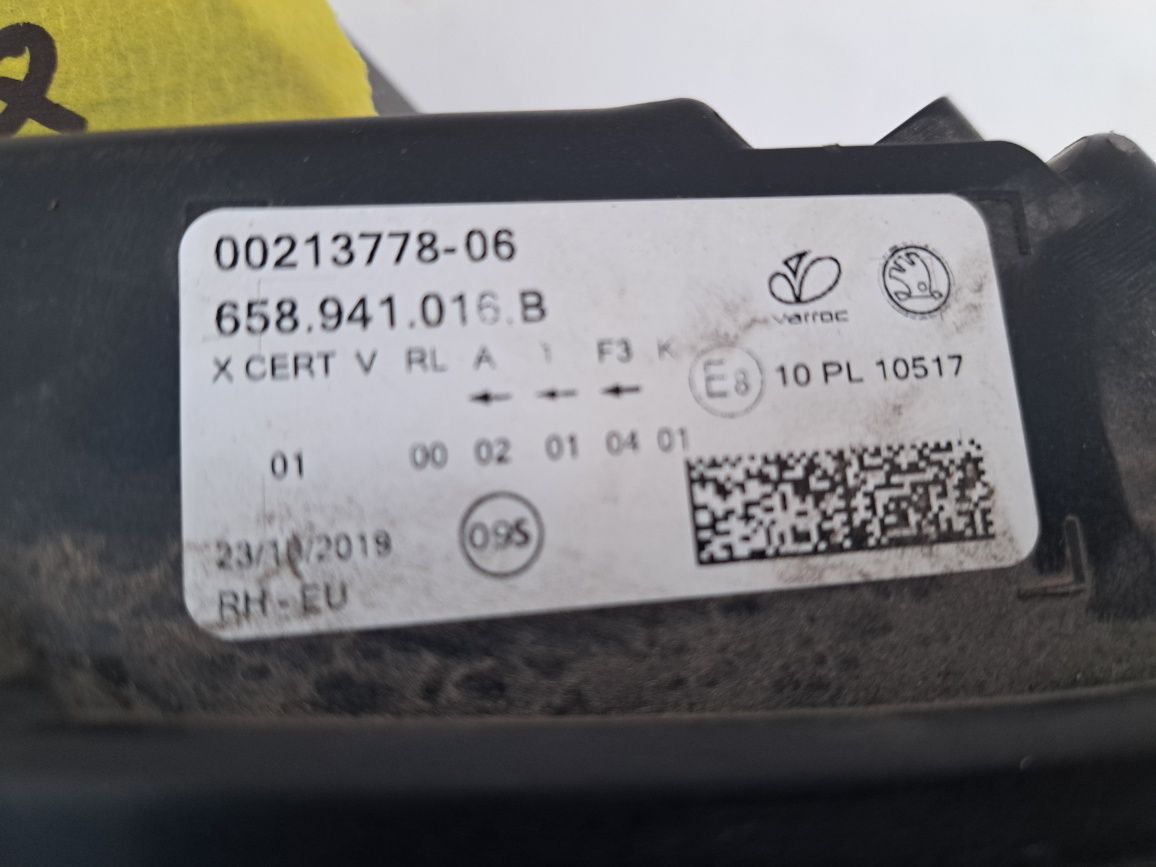 00213778-06
658.941.016.B
varroc
X CERT V RL A 1 F3 K
E8 10 PL 10517
01 00 02 01 04 01
23/10/2019
09S
RH - EU